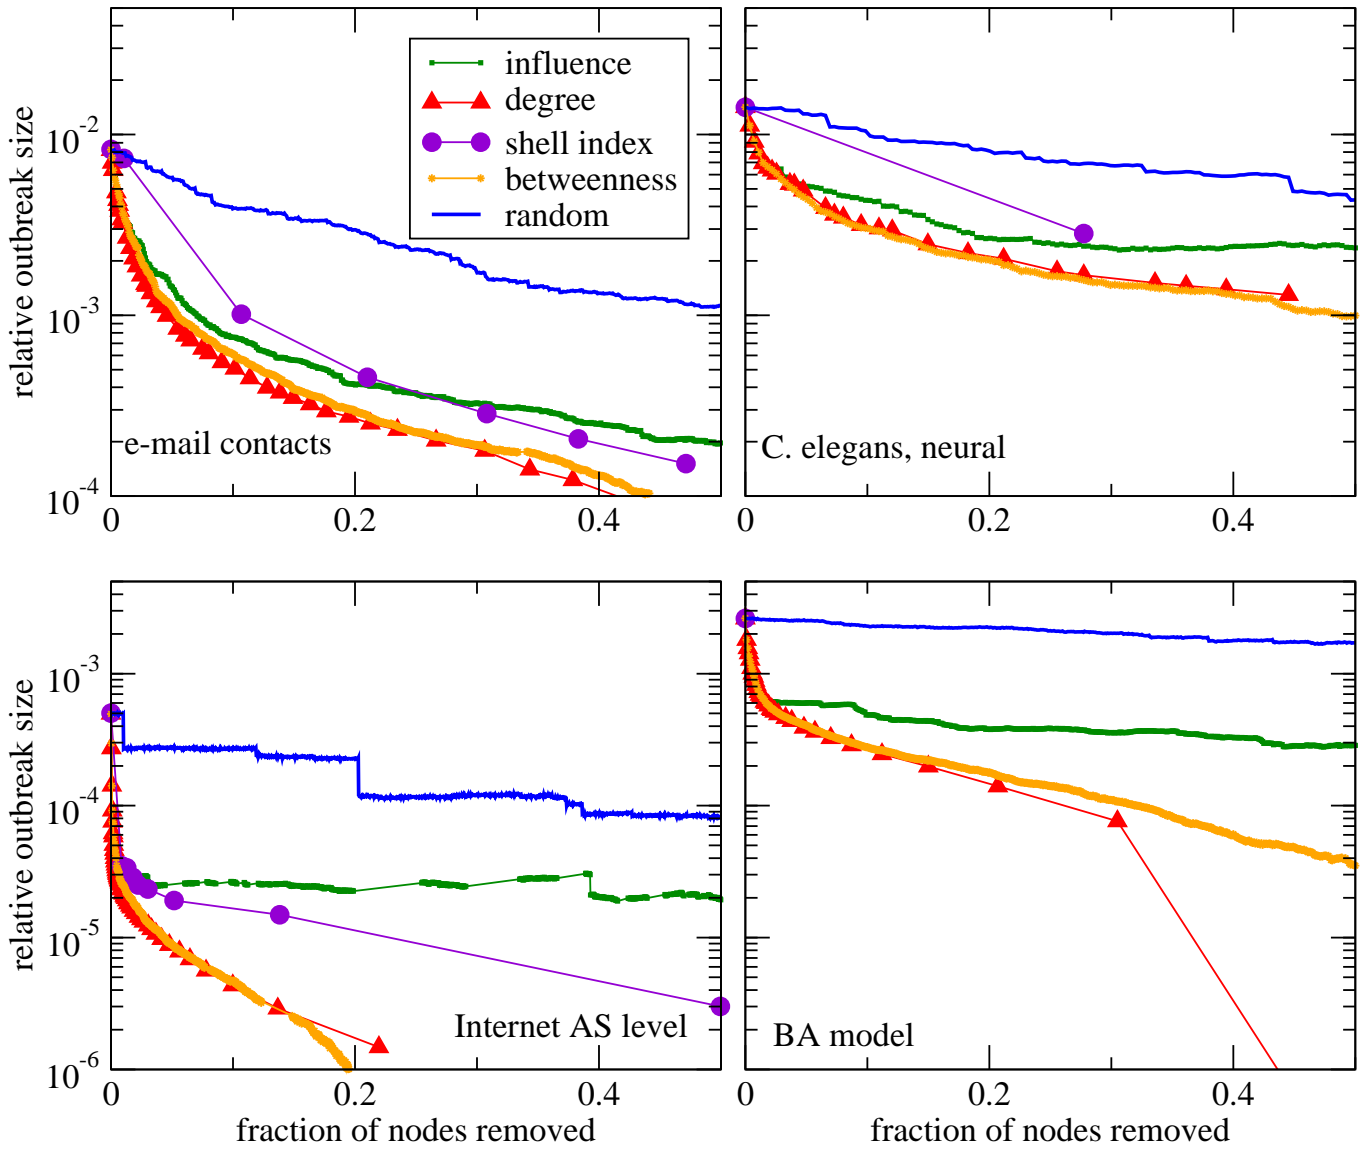 influence
degree
shell index
betweenness
random
relative outbreak size
10^-2
10^-3
10^-4
e-mail contacts
0 0.2 0.4
C. elegans, neural
0 0.2 0.4
relative outbreak size
10^-3
10^-4
10^-5
10^-6
Internet AS level
0 0.2 0.4
fraction of nodes removed
BA model
0 0.2 0.4
fraction of nodes removed